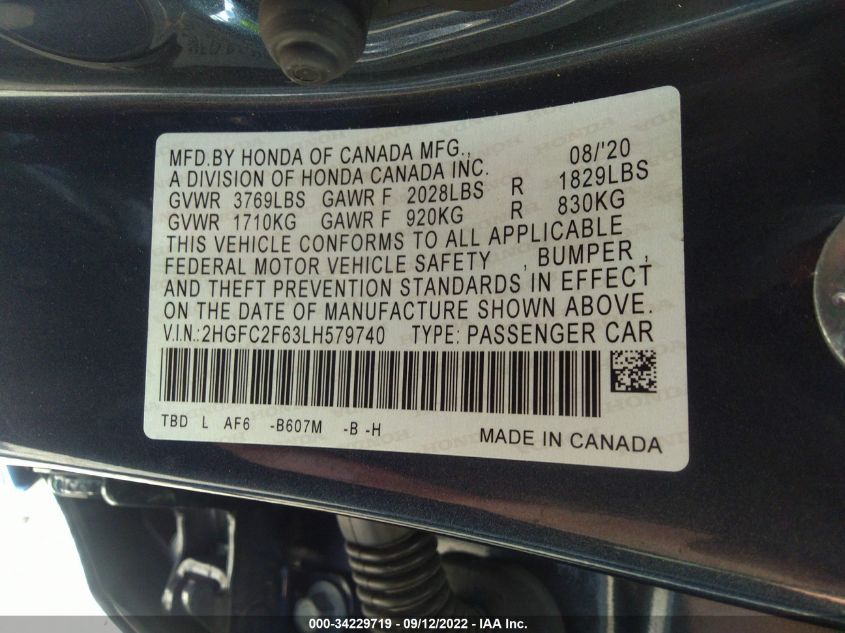 MFD.BY HONDA OF CANADA MFG., 08/'20
A DIVISION OF HONDA CANADA INC.
GVWR 3769LBS GAWR F 2028LBS R 1829LBS
GVWR 1710KG GAWR F 920KG R 830KG
THIS VEHICLE CONFORMS TO ALL APPLICABLE
FEDERAL MOTOR VEHICLE SAFETY , BUMPER ,
AND THEFT PREVENTION STANDARDS IN EFFECT
ON THE DATE OF MANUFACTURE SHOWN ABOVE.
V.I.N.:2HGFC2F63LH579740 TYPE: PASSENGER CAR
TBD L AF6 -B607M -B -H
MADE IN CANADA
000-34229719 - 09/12/2022 - IAA Inc.